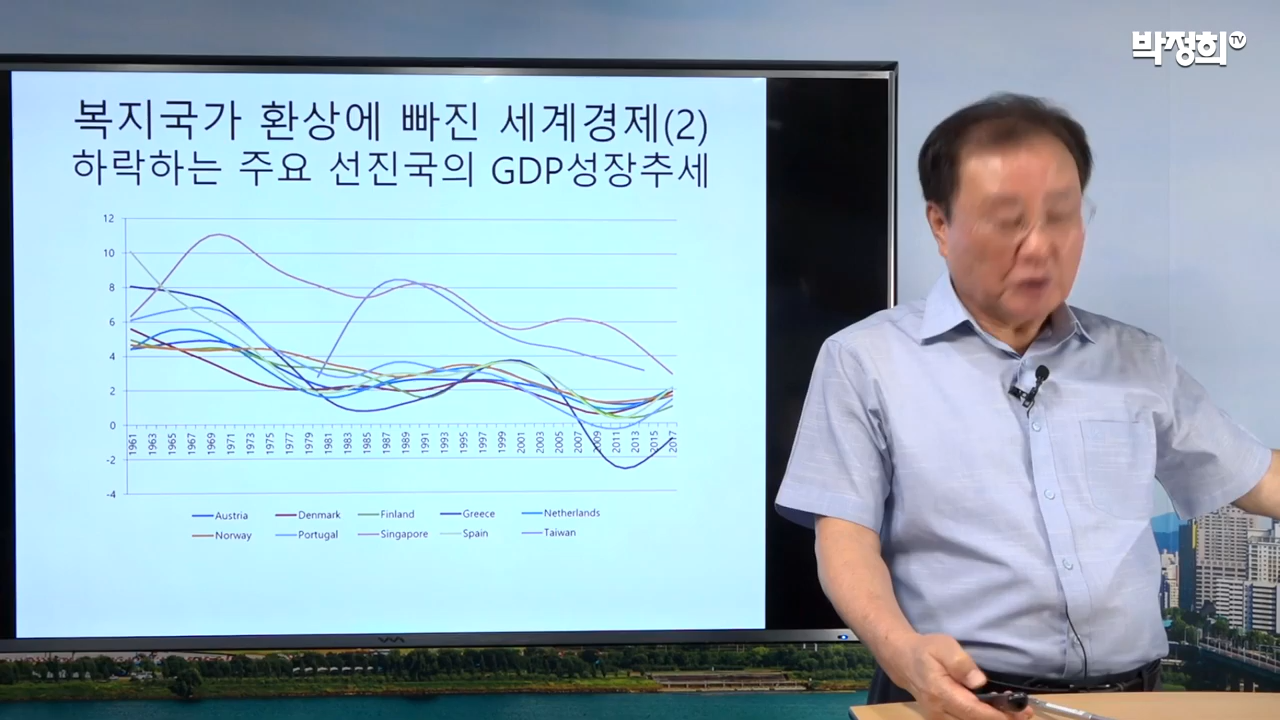 박정희TV
복지국가 환상에 빠진 세계경제(2)
하락하는 주요 선진국의 GDP성장추세
12
10
8
6
4
2
0
-2
-4
1961 1963 1965 1967 1969 1971 1973 1975 1977 1979 1981 1983 1985 1987 1989 1991 1993 1995 1997 1999 2001 2003 2005 2007 2009 2011 2013 2015 2017
Austria Denmark Finland Greece Netherlands
Norway Portugal Singapore Spain Taiwan